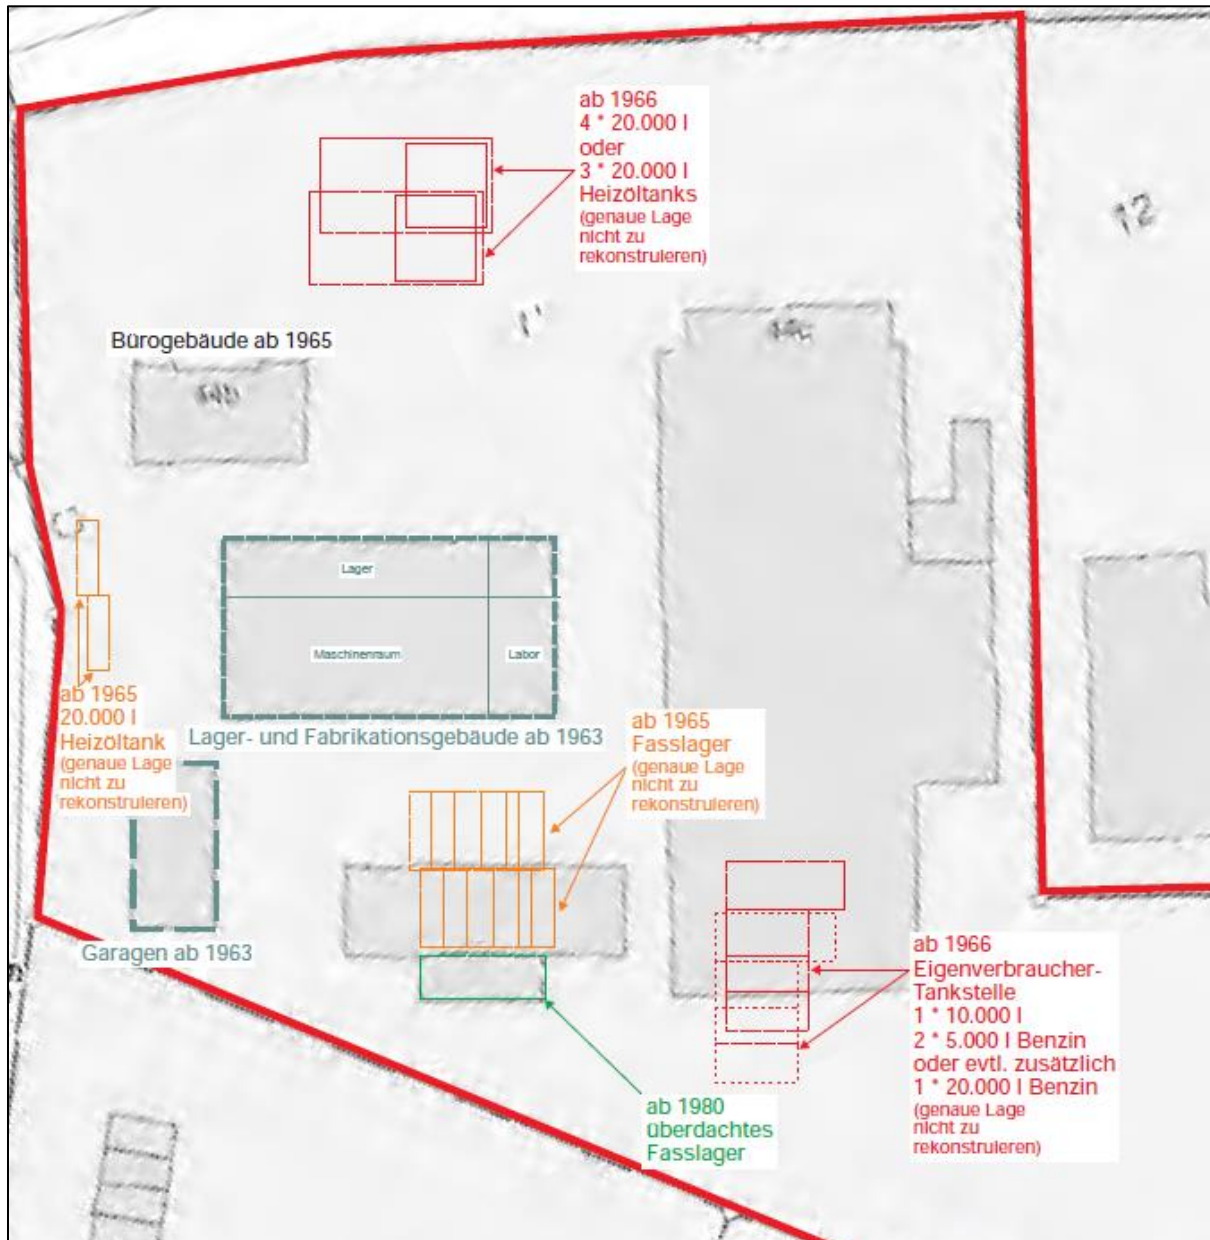 ab 1966
4 * 20.000 l
oder
3 * 20.000 l
Heizöltanks
(genaue Lage
nicht zu
rekonstruieren)
12
Bürogebäude ab 1965
Lager
Maschinenraum
Labor
ab 1965
20.000 l
Heizöltank
(genaue Lage
nicht zu
rekonstruieren)
Lager- und Fabrikationsgebäude ab 1963
ab 1965
Fasslager
(genaue Lage
nicht zu
rekonstruieren)
Garagen ab 1963
ab 1966
Eigenverbraucher-
Tankstelle
1 * 10.000 l
2 * 5.000 l Benzin
oder evtl. zusätzlich
1 * 20.000 l Benzin
(genaue Lage
nicht zu
rekonstruieren)
ab 1980
überdachtes
Fasslager